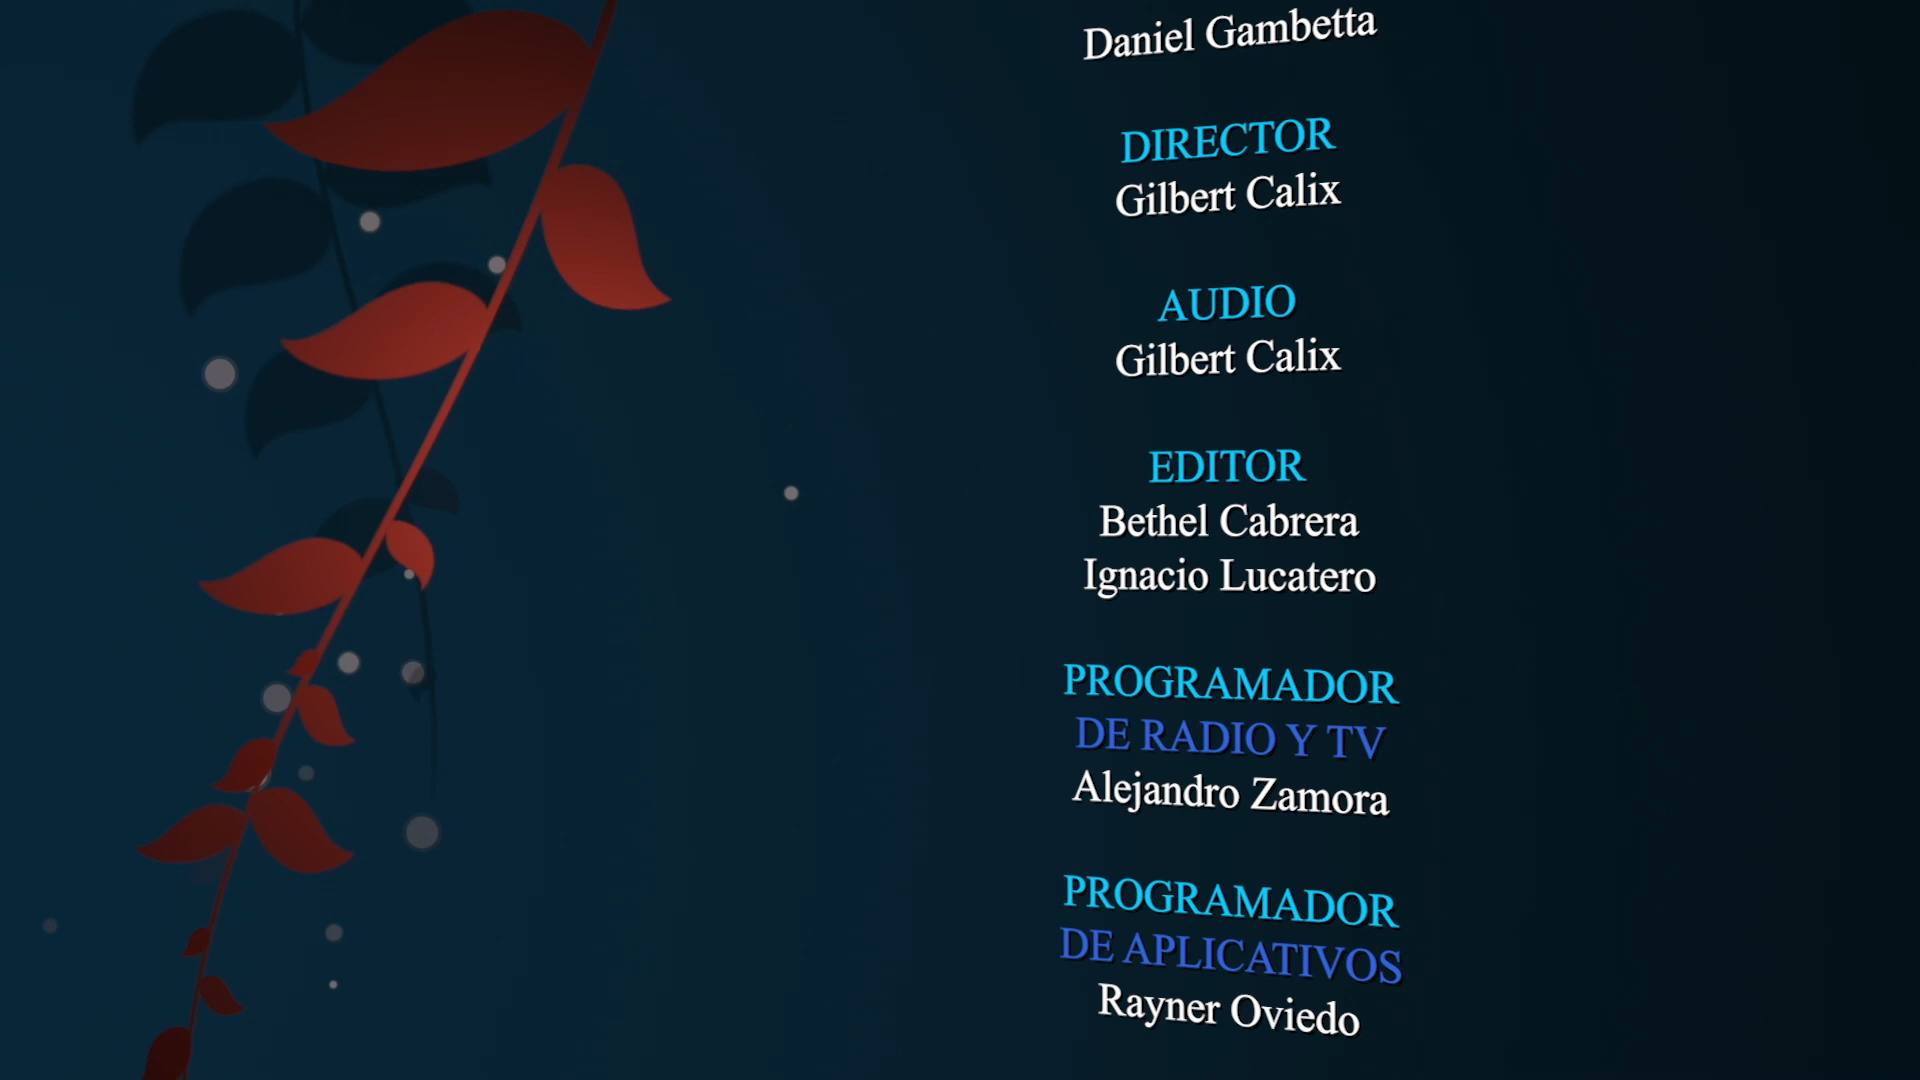 Daniel Gambetta
DIRECTOR
Gilbert Calix
AUDIO
Gilbert Calix
EDITOR
Bethel Cabrera
Ignacio Lucatero
PROGRAMADOR
DE RADIO Y TV
Alejandro Zamora
PROGRAMADOR
DE APLICATIVOS
Rayner Oviedo